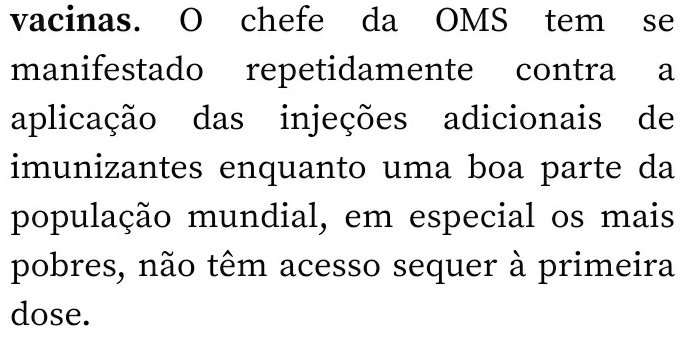 vacinas. O chefe da OMS tem se
manifestado repetidamente contra a
aplicação das injeções adicionais de
imunizantes enquanto uma boa parte da
população mundial, em especial os mais
pobres, não têm acesso sequer à primeira
dose.